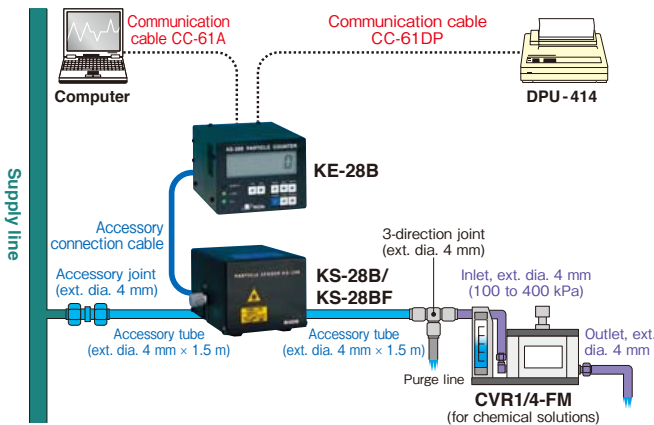 Communication
cable CC-61A
Communication cable
CC-61DP
Computer
DPU-414
Supply line
KE-28B
Accessory
connection cable
3-direction joint
(ext. dia. 4 mm)
Accessory joint
(ext. dia. 4 mm)
KS-28B/
KS-28BF
Inlet, ext. dia. 4 mm
(100 to 400 kPa)
Accessory tube
(ext. dia. 4 mm × 1.5 m)
Accessory tube
(ext. dia. 4 mm × 1.5 m)
Outlet, ext.
dia. 4 mm
Purge line
CVR1/4-FM
(for chemical solutions)
PARTICLE COUNTER
0
PARTICLE SENSOR